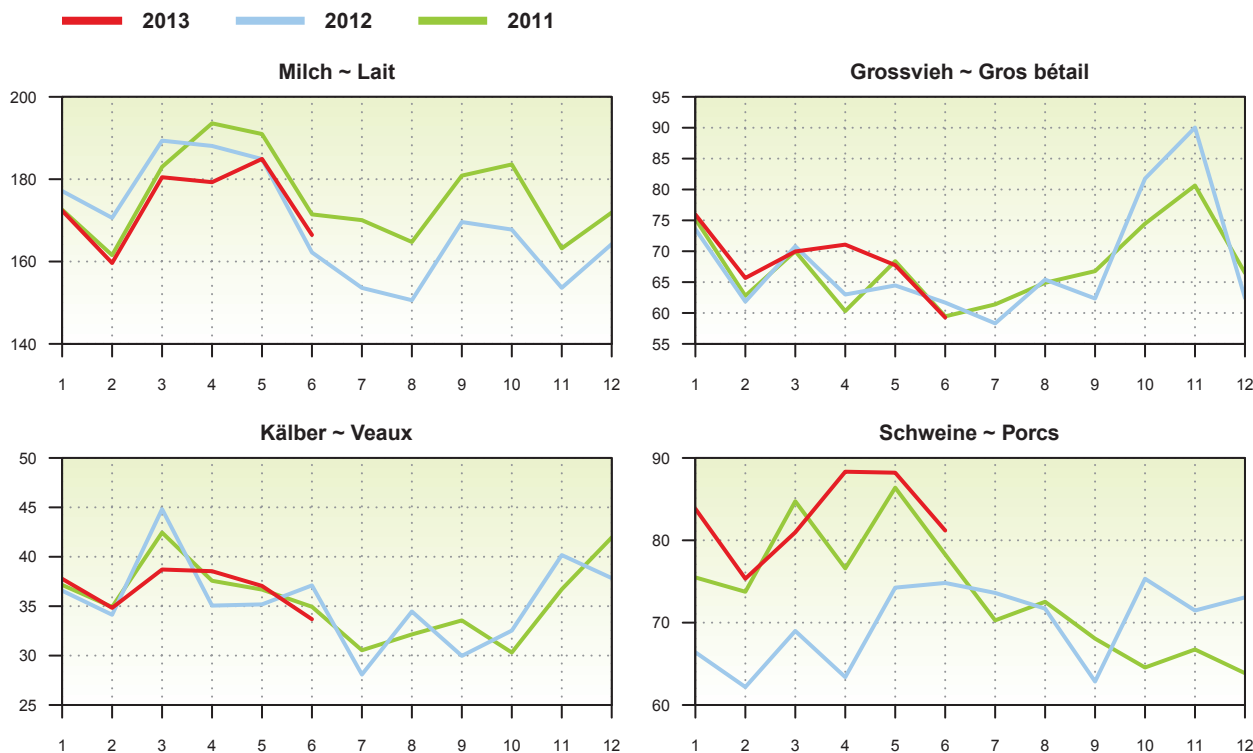 2013 2012 2011
Milch ~ Lait
200
180
160
140
1 2 3 4 5 6 7 8 9 10 11 12
Grossvieh ~ Gros bétail
95
90
85
80
75
70
65
60
55
1 2 3 4 5 6 7 8 9 10 11 12
Kälber ~ Veaux
50
45
40
35
30
25
1 2 3 4 5 6 7 8 9 10 11 12
Schweine ~ Porcs
90
80
70
60
1 2 3 4 5 6 7 8 9 10 11 12